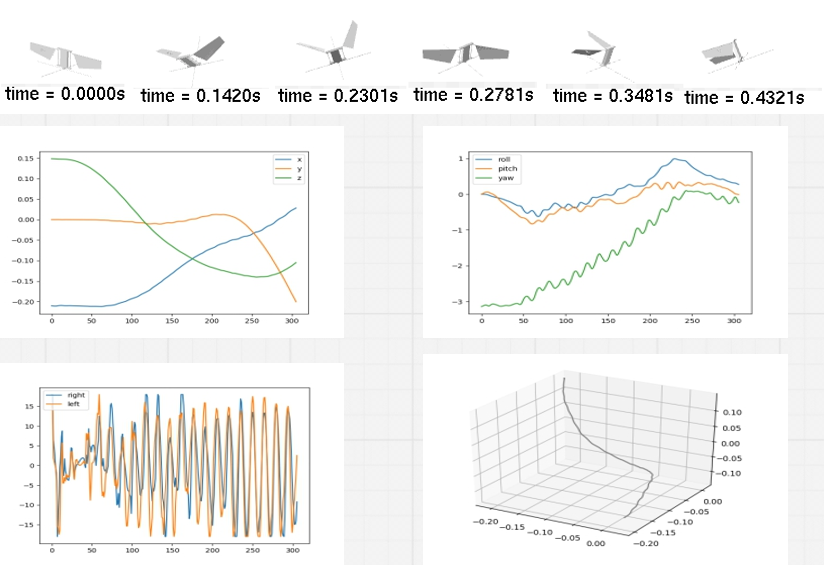 time = 0.0000s time = 0.1420s time = 0.2301s time = 0.2781s time = 0.3481s time = 0.4321s
x
y
z
0.15
0.10
0.05
0.00
−0.05
−0.10
−0.15
−0.20
0 50 100 150 200 250 300
roll
pitch
yaw
1
0
−1
−2
−3
0 50 100 150 200 250 300
right
left
15
10
5
0
−5
−10
−15
0 50 100 150 200 250 300
0.10
0.05
0.00
−0.05
−0.10
−0.20 −0.15 −0.10 −0.05 0.00
−0.20 −0.15 −0.10 −0.05 0.00